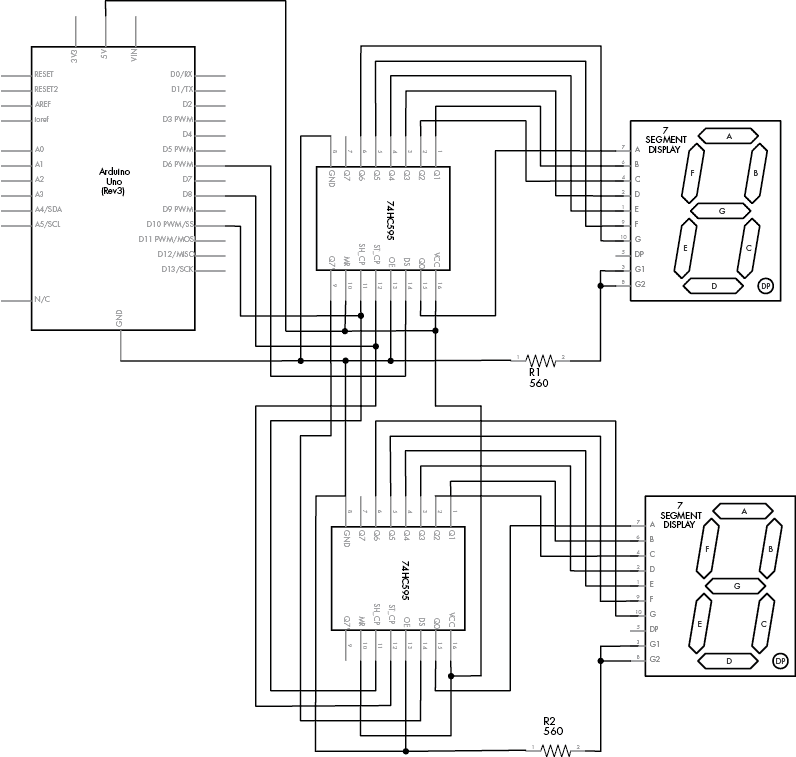 3V3
5V
VIN
RESET
RESET2
AREF
ioref
A0
A1
A2
A3
A4/SDA
A5/SCL
N/C
GND
Arduino
Uno
(Rev3)
D0/RX
D1/TX
D2
D3 PWM
D4
D5 PWM
D6 PWM
D7
D8
D9 PWM
D10 PWM/SS
D11 PWM/MOS
D12/MISO
D13/SCK
8 7 6 5 4 3 2 1
GND Q7 Q6 Q5 Q4 Q3 Q2 Q1
74HC595
Q7' MR SH_CP ST_CP OE DS Q0 VCC
9 10 11 12 13 14 15 16
7
SEGMENT
DISPLAY
7 A
6 B
4 C
2 D
1 E
9 F
10 G
5 DP
3 G1
8 G2
A
F
B
G
E
C
D
DP
1 2
R1
560
8 7 6 5 4 3 2 1
GND Q7 Q6 Q5 Q4 Q3 Q2 Q1
74HC595
Q7' MR SH_CP ST_CP OE DS Q0 VCC
9 10 11 12 13 14 15 16
7
SEGMENT
DISPLAY
7 A
6 B
4 C
2 D
1 E
9 F
10 G
5 DP
3 G1
8 G2
A
F
B
G
E
C
D
DP
R2
560
1 2